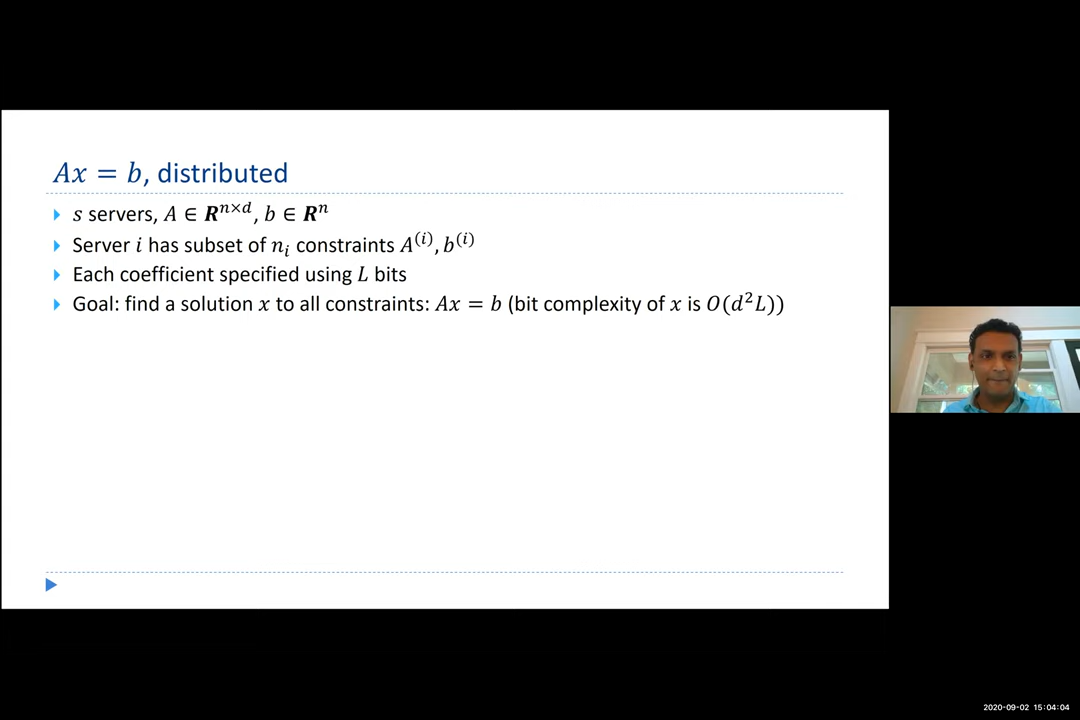 Ax = b, distributed
s servers, A ∈ R^{n×d}, b ∈ R^n
Server i has subset of n_i constraints A^{(i)}, b^{(i)}
Each coefficient specified using L bits
Goal: find a solution x to all constraints: Ax = b (bit complexity of x is O(d^2L))
2020-09-02 15:04:04